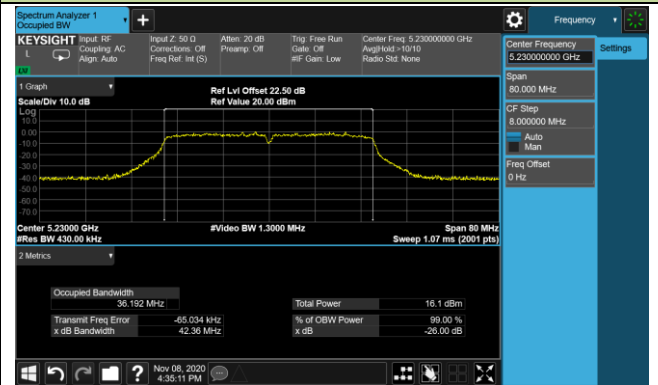 Spectrum Analyzer 1
Occupied BW
Frequency
KEYSIGHT
L
LXI
Input: RF
Coupling: AC
Align: Auto
Input Z: 50 Ω
Corrections: Off
Freq Ref: Int (S)
Atten: 20 dB
Preamp: Off
Trig: Free Run
Gate: Off
#IF Gain: Low
Center Freq: 5.230000000 GHz
Avg|Hold:>10/10
Radio Std: None
Center Frequency
5.230000000 GHz
Settings
Span
80.000 MHz
CF Step
8.000000 MHz
Auto
Man
Freq Offset
0 Hz
1 Graph
Scale/Div 10.0 dB
Ref Lvl Offset 22.50 dB
Ref Value 20.00 dBm
Log
10.0
0.00
-10.0
-20.0
-30.0
-40.0
-50.0
-60.0
-70.0
Center 5.23000 GHz
#Res BW 430.00 kHz
#Video BW 1.3000 MHz
Span 80 MHz
Sweep 1.07 ms (2001 pts)
2 Metrics
Occupied Bandwidth
36.192 MHz
Total Power 16.1 dBm
Transmit Freq Error -65.034 kHz
% of OBW Power 99.00 %
x dB Bandwidth 42.36 MHz
x dB -26.00 dB
?
Nov 08, 2020
4:35:11 PM